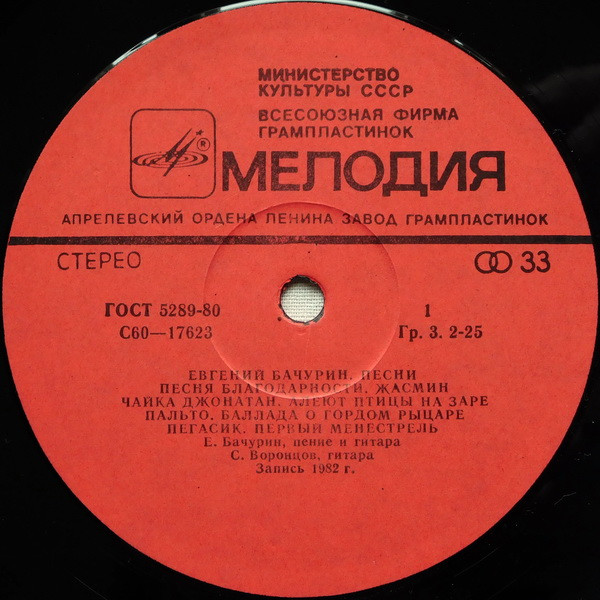 МИНИСТЕРСТВО
КУЛЬТУРЫ СССР
ВСЕСОЮЗНАЯ ФИРМА
ГРАМПЛАСТИНОК
®
МЕЛОДИЯ
АПРЕЛЕВСКИЙ ОРДЕНА ЛЕНИНА ЗАВОД ГРАМПЛАСТИНОК
СТЕРЕО 33
ГОСТ 5289-80 1
С60—17623 Гр. 3. 2-25
ЕВГЕНИЙ БАЧУРИН. ПЕСНИ
ПЕСНЯ БЛАГОДАРНОСТИ. ЖАСМИН
ЧАЙКА ДЖОНАТАН. АЛЕЮТ ПТИЦЫ НА ЗАРЕ
ПАЛЬТО. БАЛЛАДА О ГОРДОМ РЫЦАРЕ
ПЕГАСИК. ПЕРВЫЙ МЕНЕСТРЕЛЬ
Е. Бачурин, пение и гитара
С. Воронцов, гитара
Запись 1982 г.